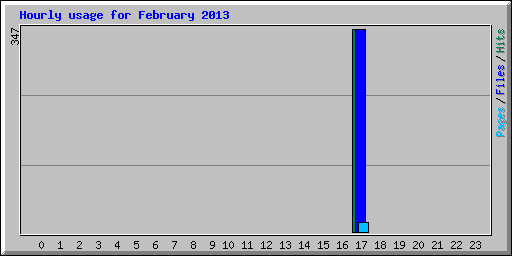 Hourly usage for February 2013
347
Pages/Files/Hits
0 1 2 3 4 5 6 7 8 9 10 11 12 13 14 15 16 17 18 19 20 21 22 23